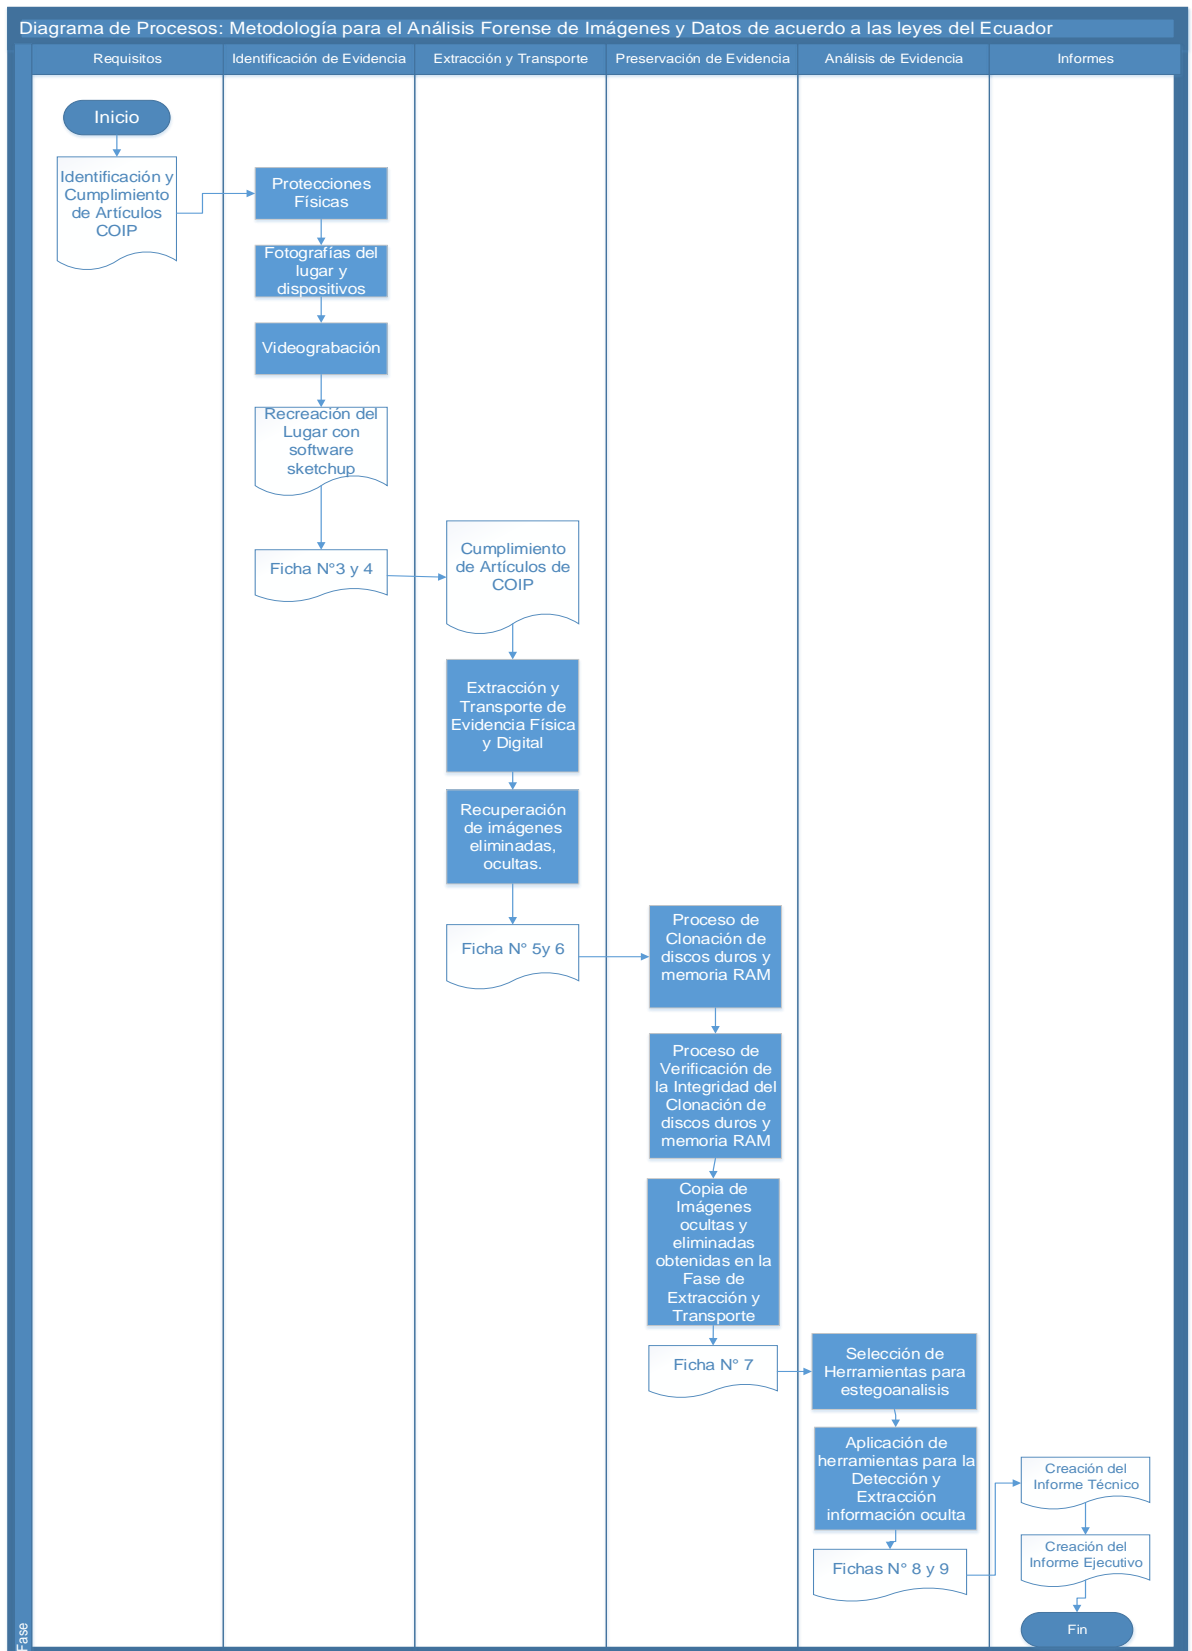 Diagrama de Procesos: Metodología para el Análisis Forense de Imágenes y Datos de acuerdo a las leyes del Ecuador
Requisitos
Identificación de Evidencia
Extracción y Transporte
Preservación de Evidencia
Análisis de Evidencia
Informes
Inicio
Identificación y
Cumplimiento
de Artículos
COIP
Protecciones
Físicas
Fotografías del
lugar y
dispositivos
Videograbación
Recreación del
Lugar con
software
sketchup
Ficha N°3 y 4
Cumplimiento
de Artículos de
COIP
Extracción y
Transporte de
Evidencia Física
y Digital
Recuperación
de imágenes
eliminadas,
ocultas.
Ficha N° 5y 6
Proceso de
Clonación de
discos duros y
memoria RAM
Proceso de
Verificación de
la Integridad del
Clonación de
discos duros y
memoria RAM
Copia de
Imágenes
ocultas y
eliminadas
obtenidas en la
Fase de
Extracción y
Transporte
Ficha N° 7
Selección de
Herramientas para
estegoanalisis
Aplicación de
herramientas para la
Detección y
Extracción
información oculta
Fichas N° 8 y 9
Creación del
Informe Técnico
Creación del
Informe Ejecutivo
Fin
Fase